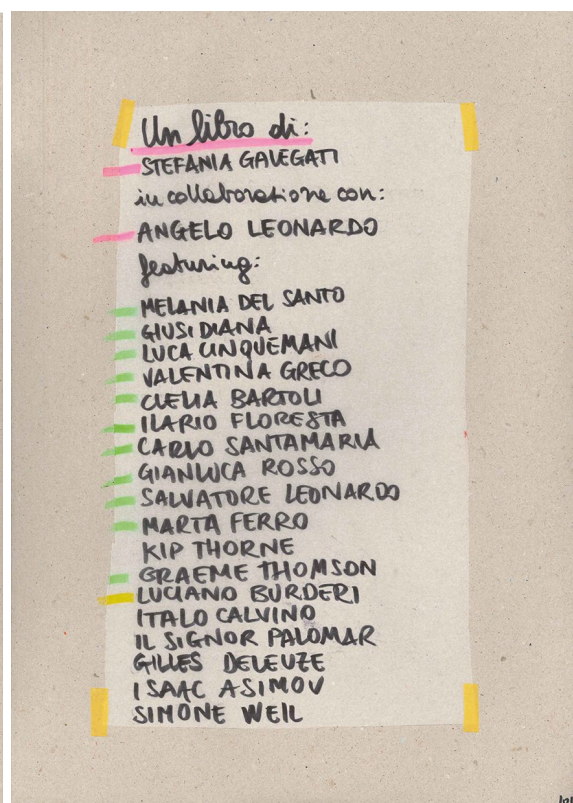 Un libro di:
STEFANIA GALEGATI
in collaborazione con:
ANGELO LEONARDO
featuring:
MELANIA DEL SANTO
GIUSI DIANA
LUCA CINQUEMANI
VALENTINA GRECO
CLELIA BARTOLI
ILARIO FLORESTA
CARLO SANTAMARIA
GIANLUCA ROSSO
SALVATORE LEONARDO
MARTA FERRO
KIP THORNE
GRAEME THOMSON
LUCIANO BURDERI
ITALO CALVINO
IL SIGNOR PALOMAR
GILLES DELEUZE
ISAAC ASIMOV
SIMONE WEIL